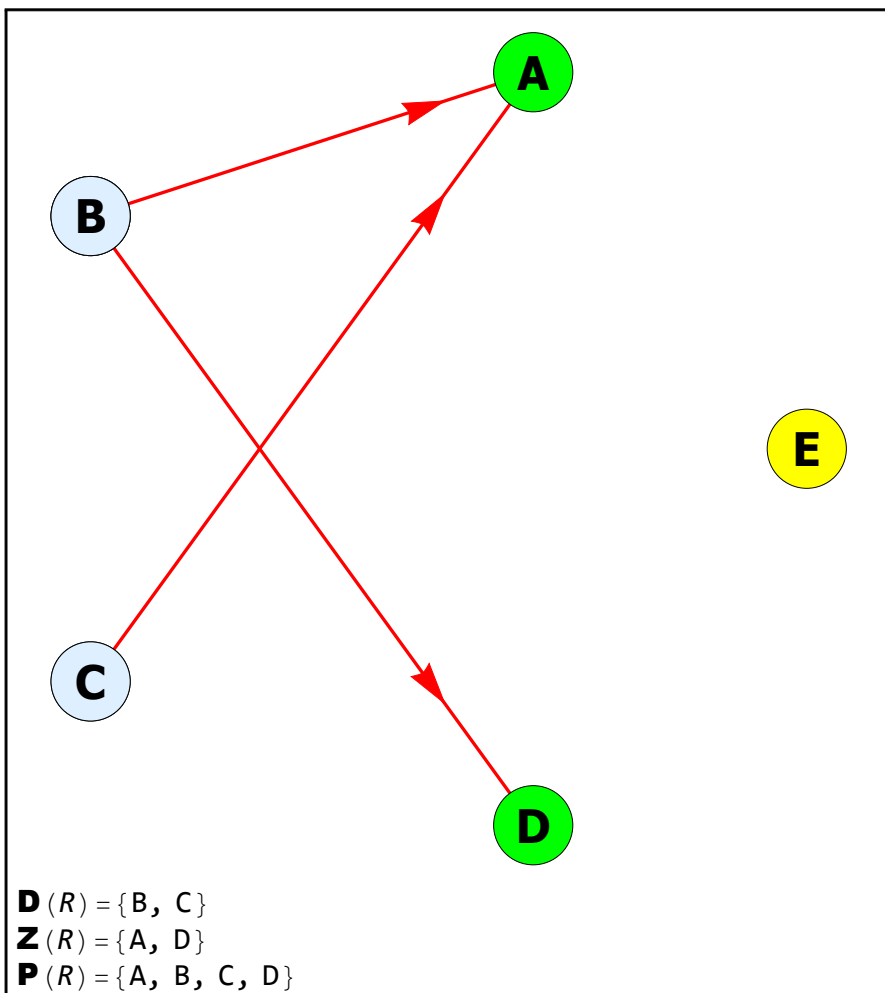 A
B
E
C
D
D (R) = {B, C}
Z (R) = {A, D}
P (R) = {A, B, C, D}